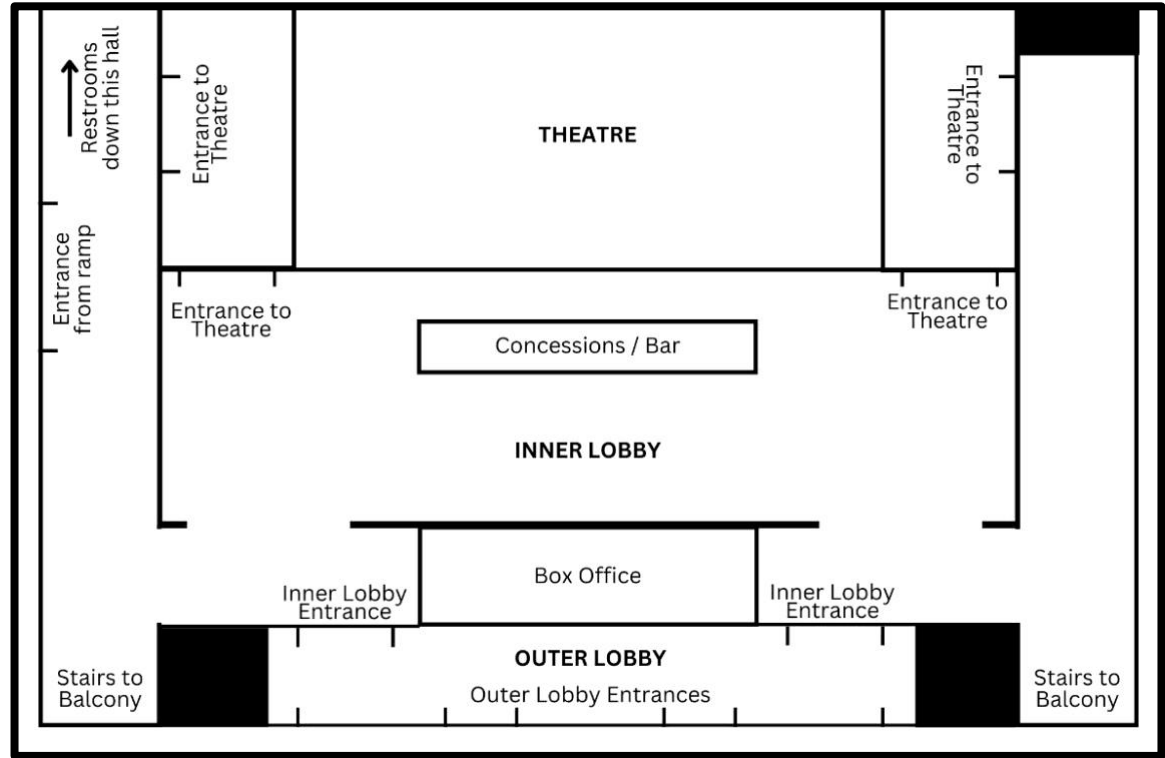 Restrooms
down this hall
Entrance to
Theatre
THEATRE
Entrance to
Theatre
Entrance
from ramp
Entrance to
Theatre
Entrance to
Theatre
Concessions / Bar
INNER LOBBY
Box Office
Inner Lobby
Entrance
Inner Lobby
Entrance
OUTER LOBBY
Outer Lobby Entrances
Stairs to
Balcony
Stairs to
Balcony